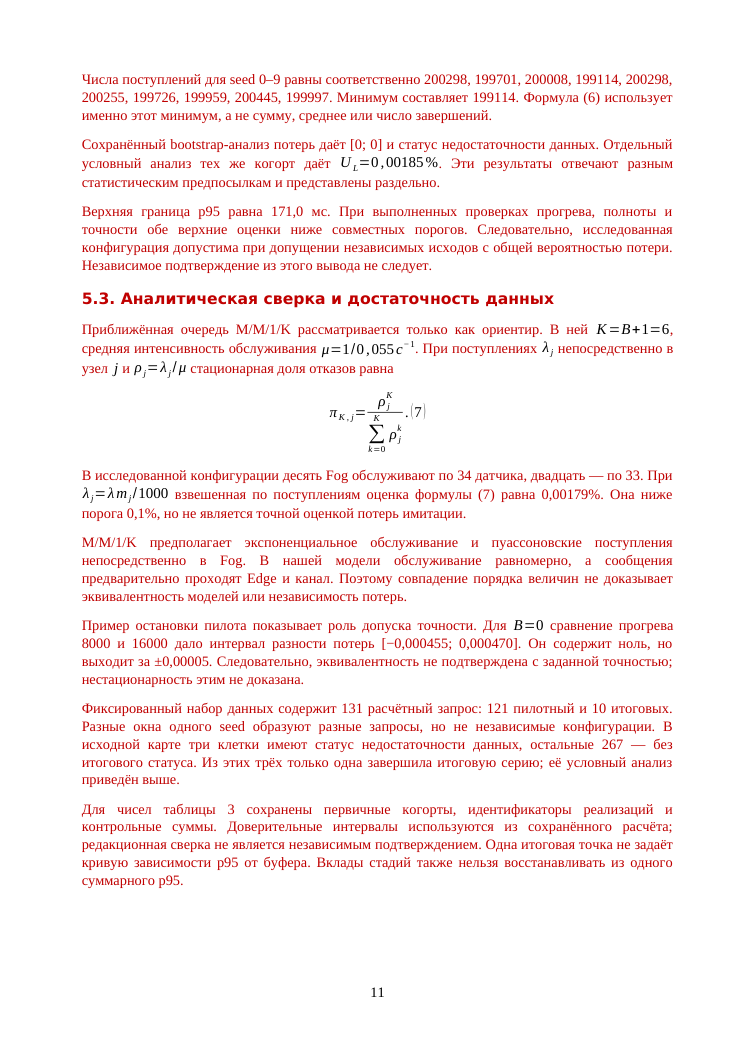 Числа поступлений для seed 0–9 равны соответственно 200298, 199701, 200008, 199114, 200298,
200255, 199726, 199959, 200445, 199997. Минимум составляет 199114. Формула (6) использует
именно этот минимум, а не сумму, среднее или число завершений.
Сохранённый bootstrap-анализ потерь даёт [0; 0] и статус недостаточности данных. Отдельный
условный анализ тех же когорт даёт U_L=0,00185%. Эти результаты отвечают разным
статистическим предпосылкам и представлены раздельно.
Верхняя граница p95 равна 171,0 мс. При выполненных проверках прогрева, полноты и
точности обе верхние оценки ниже совместных порогов. Следовательно, исследованная
конфигурация допустима при допущении независимых исходов с общей вероятностью потери.
Независимое подтверждение из этого вывода не следует.
5.3. Аналитическая сверка и достаточность данных
Приближённая очередь M/M/1/K рассматривается только как ориентир. В ней K=B+1=6,
средняя интенсивность обслуживания μ=1/0,055 c^−1. При поступлениях λ_j непосредственно в
узел j и ρ_j=λ_j/μ стационарная доля отказов равна
π_{K,j}=ρ_j^K/∑_{k=0}^{K} ρ_j^k.(7)
В исследованной конфигурации десять Fog обслуживают по 34 датчика, двадцать — по 33. При
λ_j=λ m_j/1000 взвешенная по поступлениям оценка формулы (7) равна 0,00179%. Она ниже
порога 0,1%, но не является точной оценкой потерь имитации.
M/M/1/K предполагает экспоненциальное обслуживание и пуассоновские поступления
непосредственно в Fog. В нашей модели обслуживание равномерно, а сообщения
предварительно проходят Edge и канал. Поэтому совпадение порядка величин не доказывает
эквивалентность моделей или независимость потерь.
Пример остановки пилота показывает роль допуска точности. Для B=0 сравнение прогрева
8000 и 16000 дало интервал разности потерь [−0,000455; 0,000470]. Он содержит ноль, но
выходит за ±0,00005. Следовательно, эквивалентность не подтверждена с заданной точностью;
нестационарность этим не доказана.
Фиксированный набор данных содержит 131 расчётный запрос: 121 пилотный и 10 итоговых.
Разные окна одного seed образуют разные запросы, но не независимые конфигурации. В
исходной карте три клетки имеют статус недостаточности данных, остальные 267 — без
итогового статуса. Из этих трёх только одна завершила итоговую серию; её условный анализ
приведён выше.
Для чисел таблицы 3 сохранены первичные когорты, идентификаторы реализаций и
контрольные суммы. Доверительные интервалы используются из сохранённого расчёта;
редакционная сверка не является независимым подтверждением. Одна итоговая точка не задаёт
кривую зависимости p95 от буфера. Вклады стадий также нельзя восстанавливать из одного
суммарного p95.
11